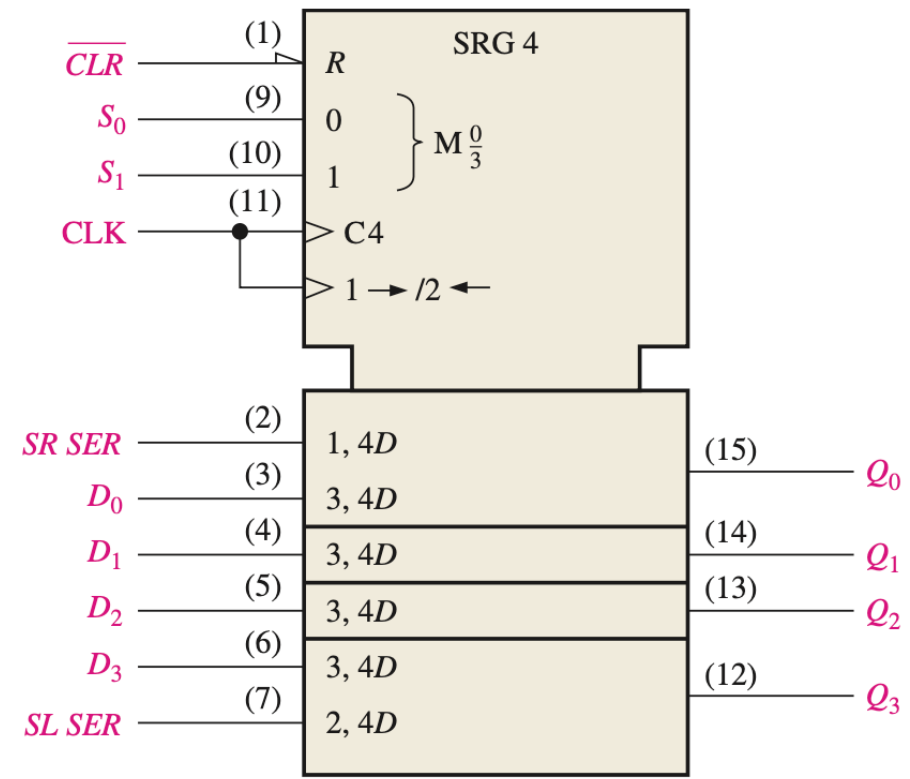 SRG 4
CLR (1) R
S0 (9) 0
M 0/3
S1 (10) 1
CLK (11) C4
1 → /2 ←
SR SER (2) 1, 4D
(15) Q0
D0 (3) 3, 4D
D1 (4) 3, 4D (14) Q1
D2 (5) 3, 4D (13) Q2
D3 (6) 3, 4D
(12) Q3
SL SER (7) 2, 4D